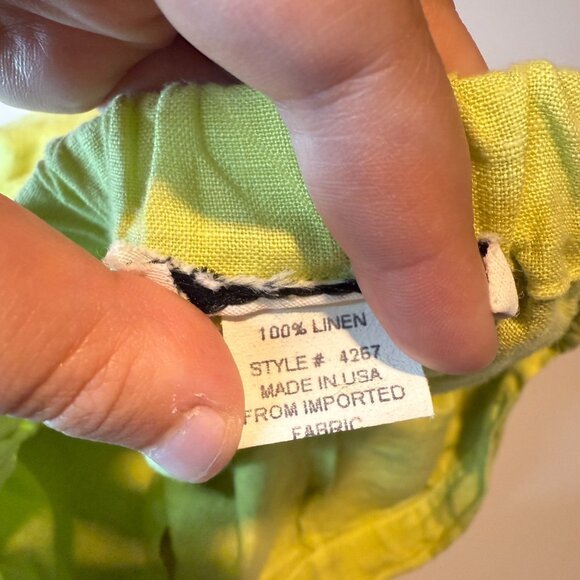 100% LINEN
STYLE # 4267
MADE IN USA
FROM IMPORTED
FABRIC